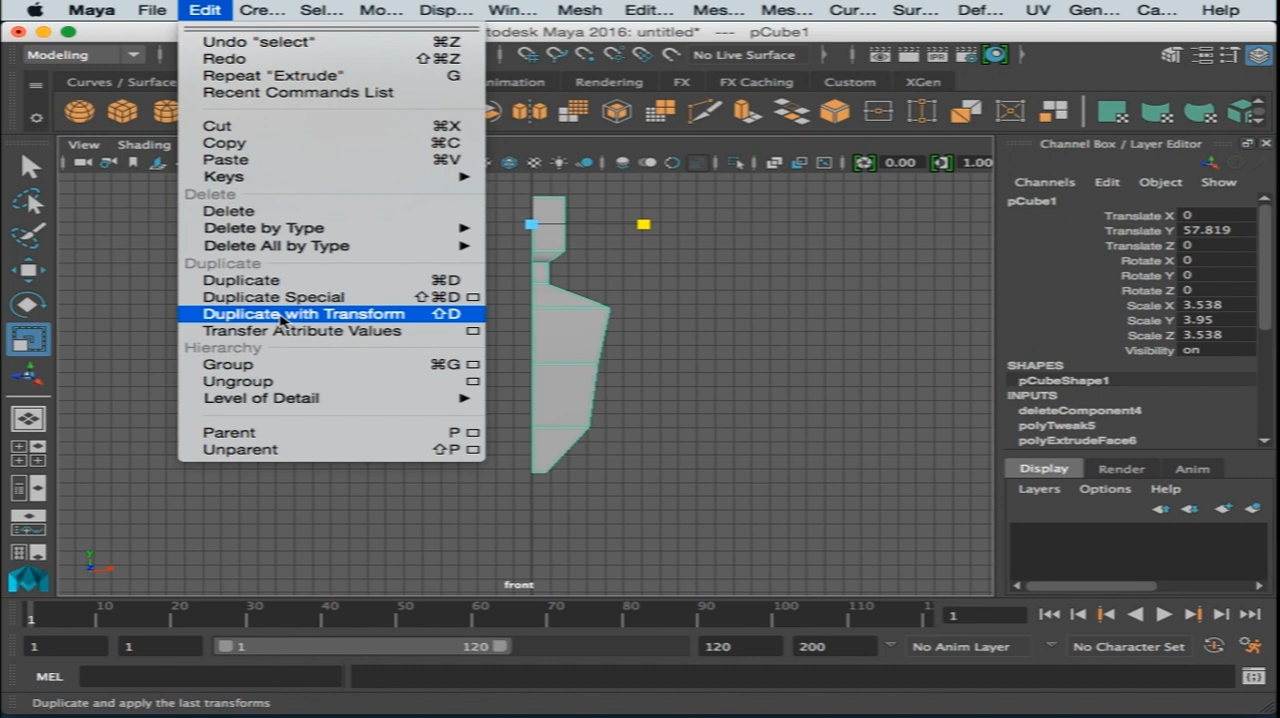 Maya File Edit Cre... Sel... Mo... Disp... Win... Mesh Edit... Mes... Mes... Cur... Sur... Def... UV Gen... Ca... Help
utodesk Maya 2016: untitled* --- pCube1
Modeling
No Live Surface
Curves / Surface
nimation Rendering FX FX Caching Custom XGen
View Shading
0.00 1.00
Undo "select" ⌘Z
Redo ⇧⌘Z
Repeat "Extrude" G
Recent Commands List
Cut ⌘X
Copy ⌘C
Paste ⌘V
Keys
Delete
Delete
Delete by Type
Delete All by Type
Duplicate
Duplicate ⌘D
Duplicate Special ⇧⌘D
Duplicate with Transform ⇧D
Transfer Attribute Values
Hierarchy
Group ⌘G
Ungroup
Level of Detail
Parent P
Unparent ⇧P
y
front
Channel Box / Layer Editor
Channels Edit Object Show
pCube1
Translate X 0
Translate Y 57.819
Translate Z 0
Rotate X 0
Rotate Y 0
Rotate Z 0
Scale X 3.538
Scale Y 3.95
Scale Z 3.538
Visibility on
SHAPES
pCubeShape1
INPUTS
deleteComponent4
polyTweak5
polyExtrudeFace6
Display Render Anim
Layers Options Help
1 10 20 30 40 50 60 70 80 90 100 110 1
1
1 1 1 120 120 200 No Anim Layer No Character Set
MEL
Duplicate and apply the last transforms